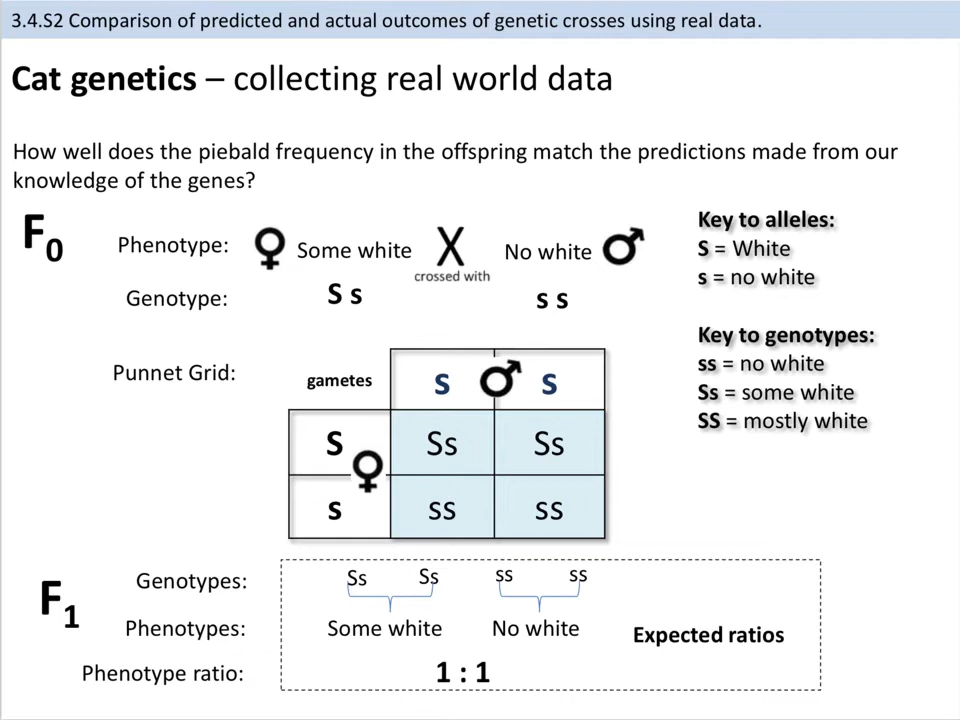 3.4.S2 Comparison of predicted and actual outcomes of genetic crosses using real data.
Cat genetics – collecting real world data
How well does the piebald frequency in the offspring match the predictions made from our
knowledge of the genes?
F0
Phenotype:
♀
Some white
X
crossed with
No white
♂
Genotype:
S s
s s
Key to alleles:
S = White
s = no white
Key to genotypes:
ss = no white
Ss = some white
SS = mostly white
Punnet Grid:
gametes
s ♂ s
S Ss Ss
♀
s ss ss
F1
Genotypes:
Ss Ss ss ss
Phenotypes:
Some white
No white
Expected ratios
Phenotype ratio:
1 : 1